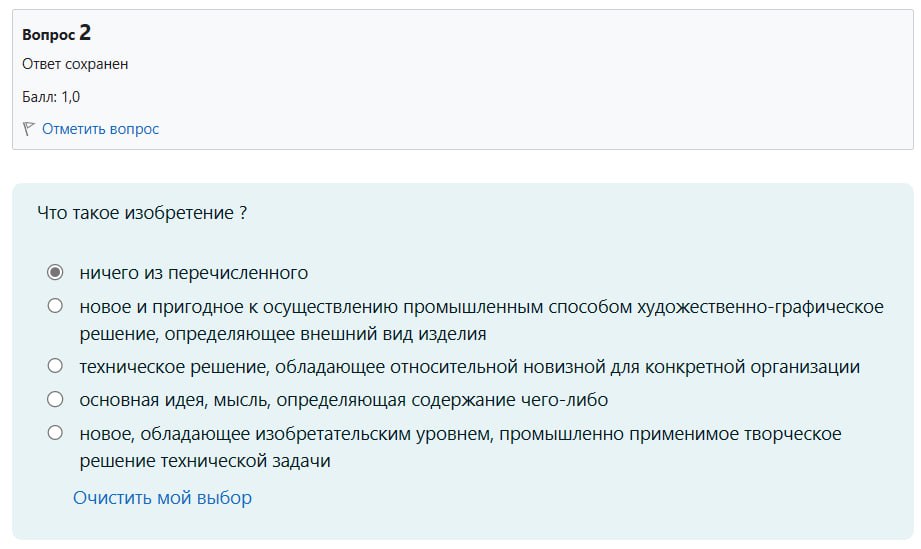 Вопрос 2
Ответ сохранен
Балл: 1,0
Отметить вопрос
Что такое изобретение ?
ничего из перечисленного
новое и пригодное к осуществлению промышленным способом художественно-графическое
решение, определяющее внешний вид изделия
техническое решение, обладающее относительной новизной для конкретной организации
основная идея, мысль, определяющая содержание чего-либо
новое, обладающее изобретательским уровнем, промышленно применимое творческое
решение технической задачи
Очистить мой выбор